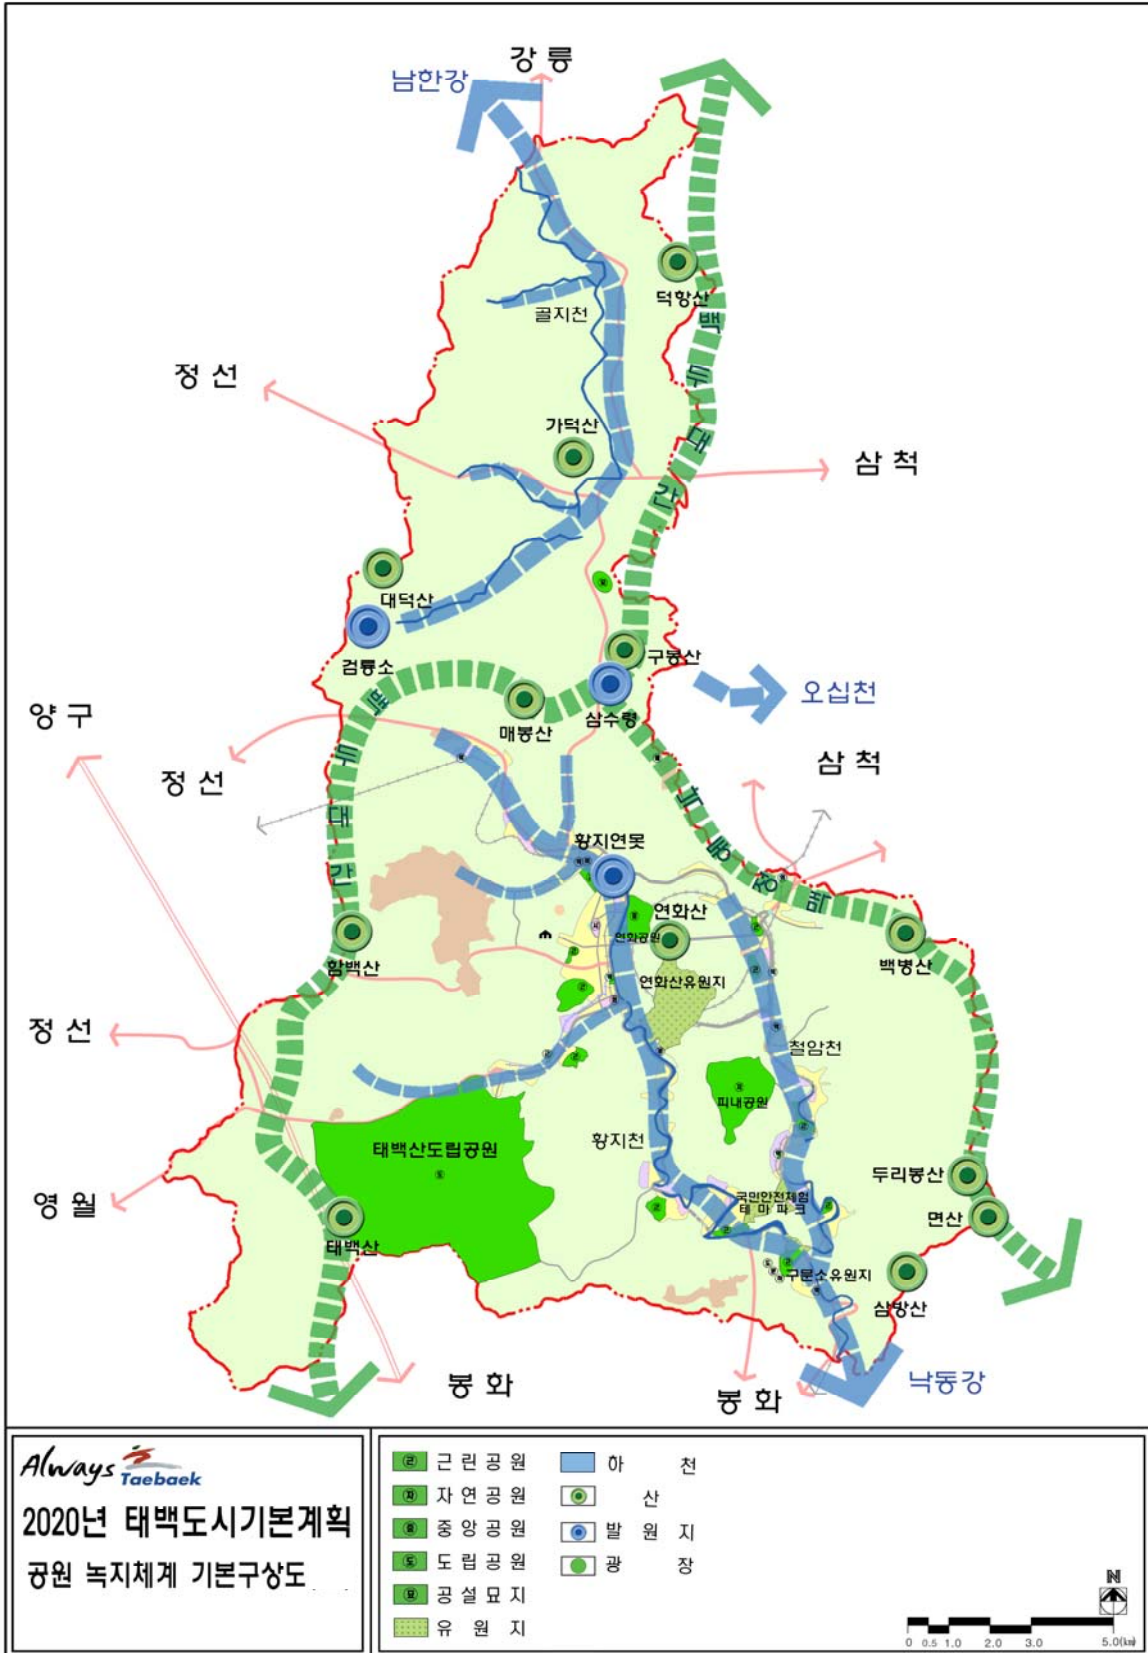 강 릉
남한강
덕항산
골지천
백두대간
정 선
가덕산
삼 척
대덕산
검룡소
구봉산
오십천
매봉산
삼수령
양 구
백두대간
정 선
삼 척
낙동정맥
황지연못
연화산
연화공원
함백산
백병산
연화산유원지
정 선
철암천
피내공원
태백산도립공원
황지천
두리봉산
국민안전체험
테 마 파 크
영 월
면산
태백산
구문소유원지
삼방산
봉 화
봉 화
낙동강
Always Taebaek
2020년 태백도시기본계획
공원 녹지체계 기본구상도
근 린 공 원
자 연 공 원
중 앙 공 원
도 립 공 원
공 설 묘 지
유 원 지
하 천
산
발 원 지
광 장
N
0 0.5 1.0 2.0 3.0 5.0(km)